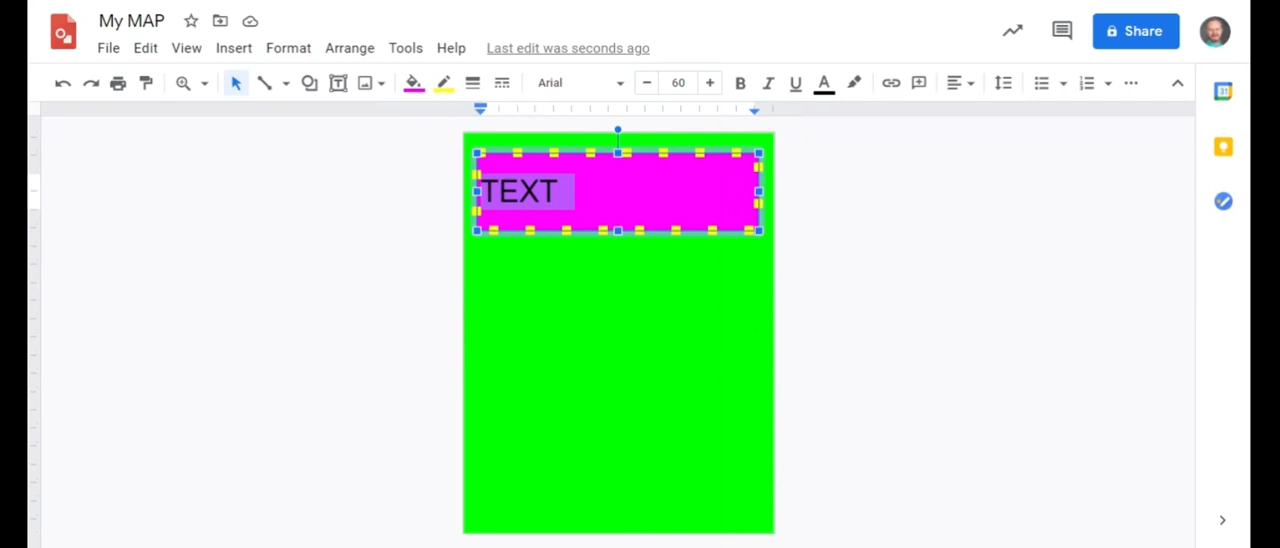 My MAP
File Edit View Insert Format Arrange Tools Help Last edit was seconds ago
Share
Arial 60 B I U A
31
TEXT